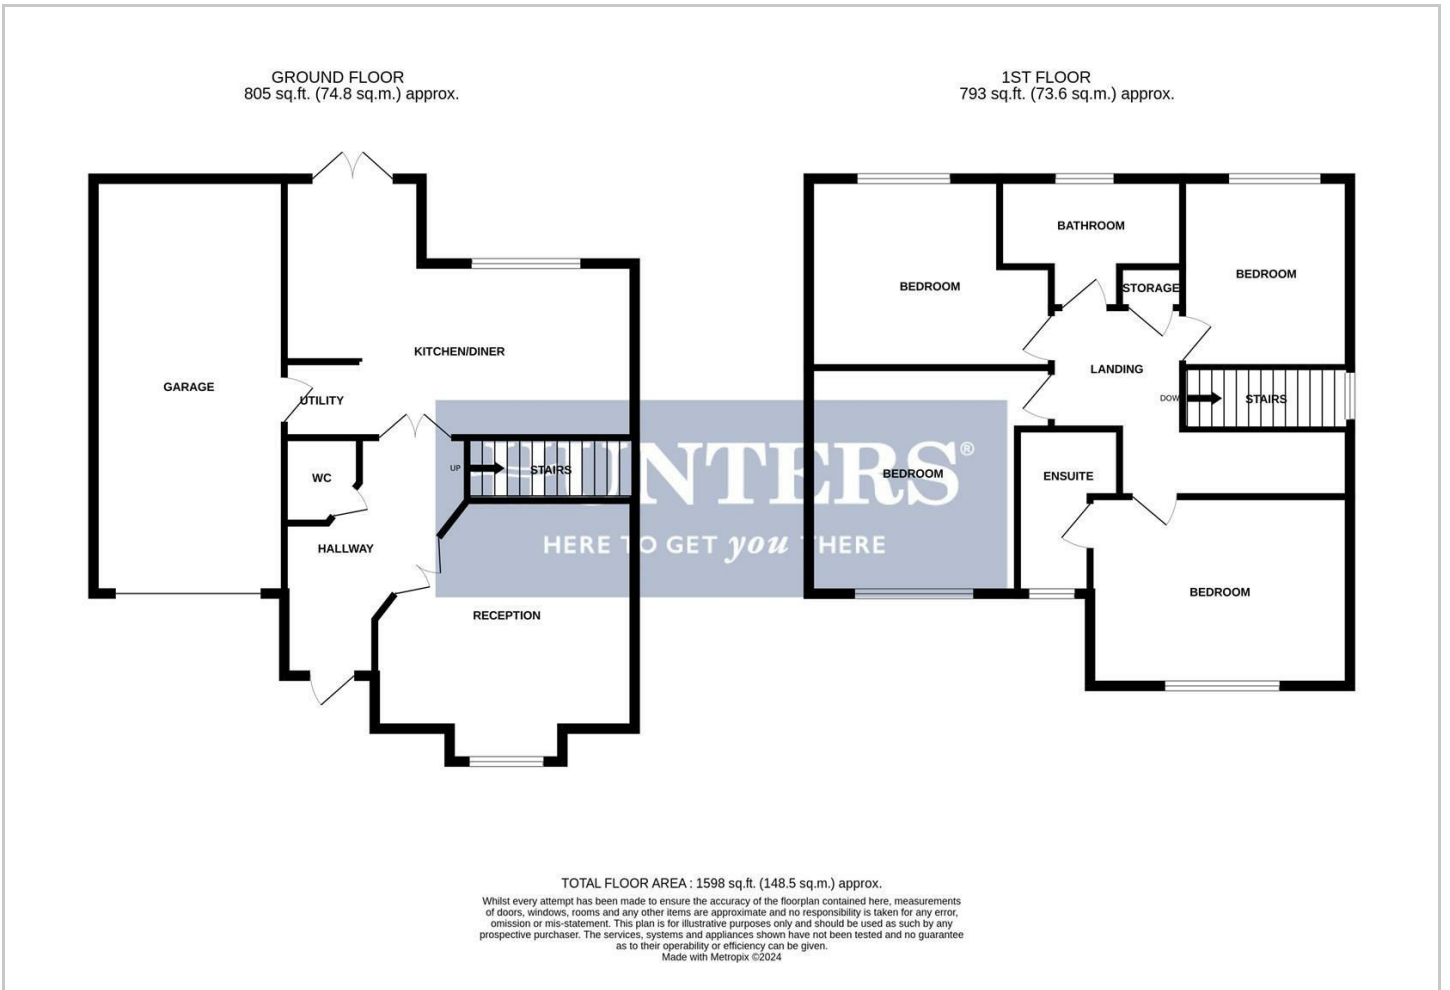 GROUND FLOOR
805 sq.ft. (74.8 sq.m.) approx.
1ST FLOOR
793 sq.ft. (73.6 sq.m.) approx.
GARAGE
KITCHEN/DINER
UTILITY
WC
UP
STAIRS
HALLWAY
RECEPTION
BEDROOM
BATHROOM
STORAGE
BEDROOM
LANDING
DOW
STAIRS
BEDROOM
ENSUITE
BEDROOM
HUNTERS®
HERE TO GET you THERE
TOTAL FLOOR AREA : 1598 sq.ft. (148.5 sq.m.) approx.
Whilst every attempt has been made to ensure the accuracy of the floorplan contained here, measurements
of doors, windows, rooms and any other items are approximate and no responsibility is taken for any error,
omission or mis-statement. This plan is for illustrative purposes only and should be used as such by any
prospective purchaser. The services, systems and appliances shown have not been tested and no guarantee
as to their operability or efficiency can be given.
Made with Metropix ©2024